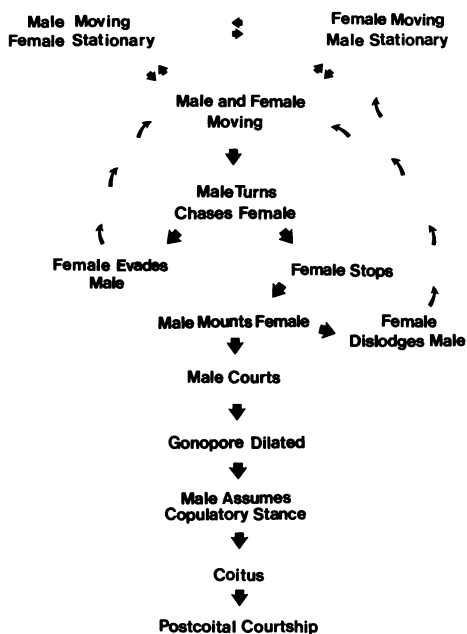 Male Moving
Female Stationary
Female Moving
Male Stationary
Male and Female
Moving
Male Turns
Chases Female
Female Evades
Male
Female Stops
Male Mounts Female
Female
Dislodges Male
Male Courts
Gonopore Dilated
Male Assumes
Copulatory Stance
Coitus
Postcoital Courtship